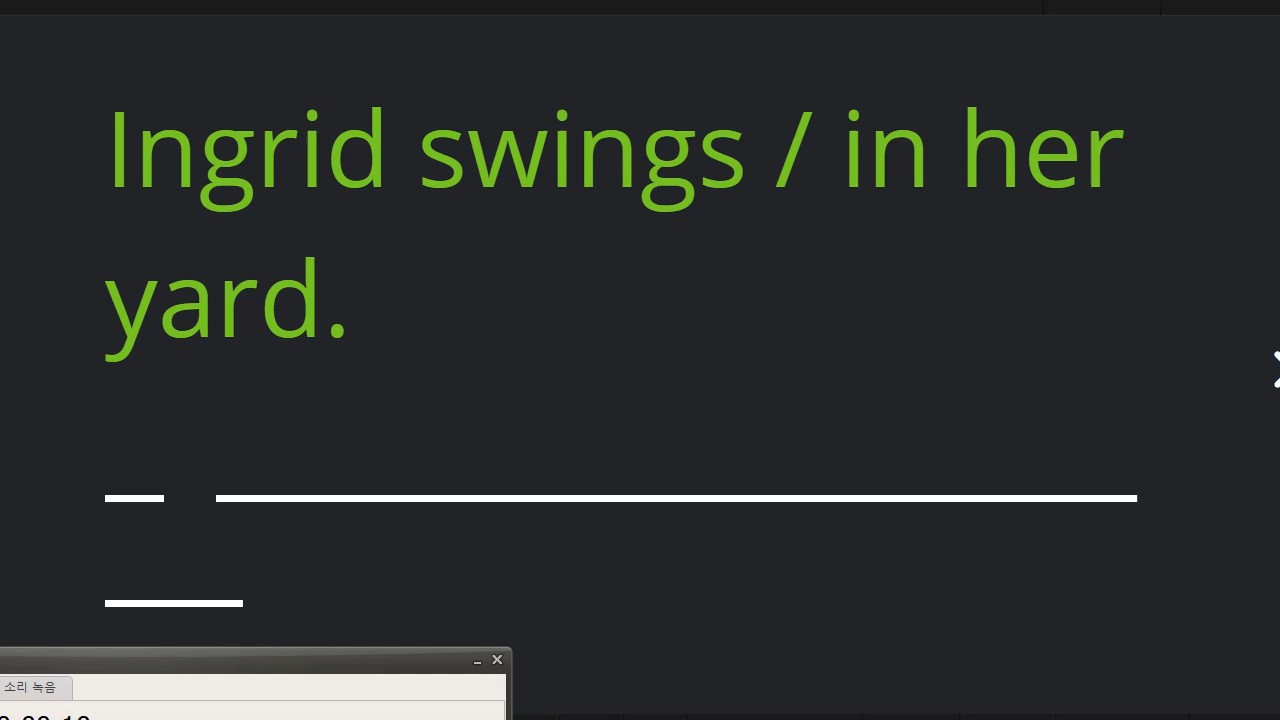 Ingrid swings / in her
yard.
소리 녹음